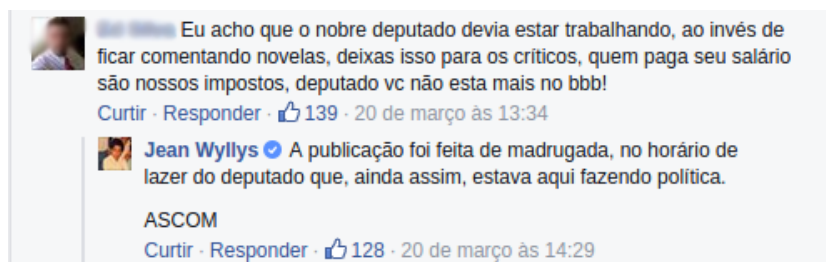 Eu acho que o nobre deputado devia estar trabalhando, ao invés de
ficar comentando novelas, deixas isso para os críticos, quem paga seu salário
são nossos impostos, deputado vc não esta mais no bbb!
Curtir · Responder · 139 · 20 de março às 13:34
Jean Wyllys A publicação foi feita de madrugada, no horário de
lazer do deputado que, ainda assim, estava aqui fazendo política.
ASCOM
Curtir · Responder · 128 · 20 de março às 14:29